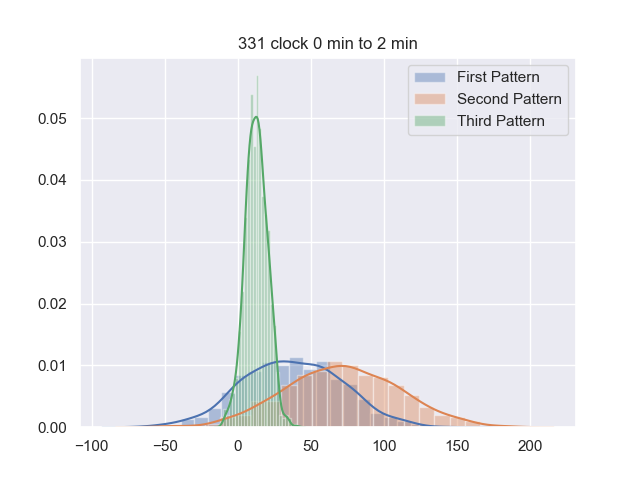 331 clock 0 min to 2 min
First Pattern
Second Pattern
Third Pattern
0.05
0.04
0.03
0.02
0.01
0.00
−100 −50 0 50 100 150 200